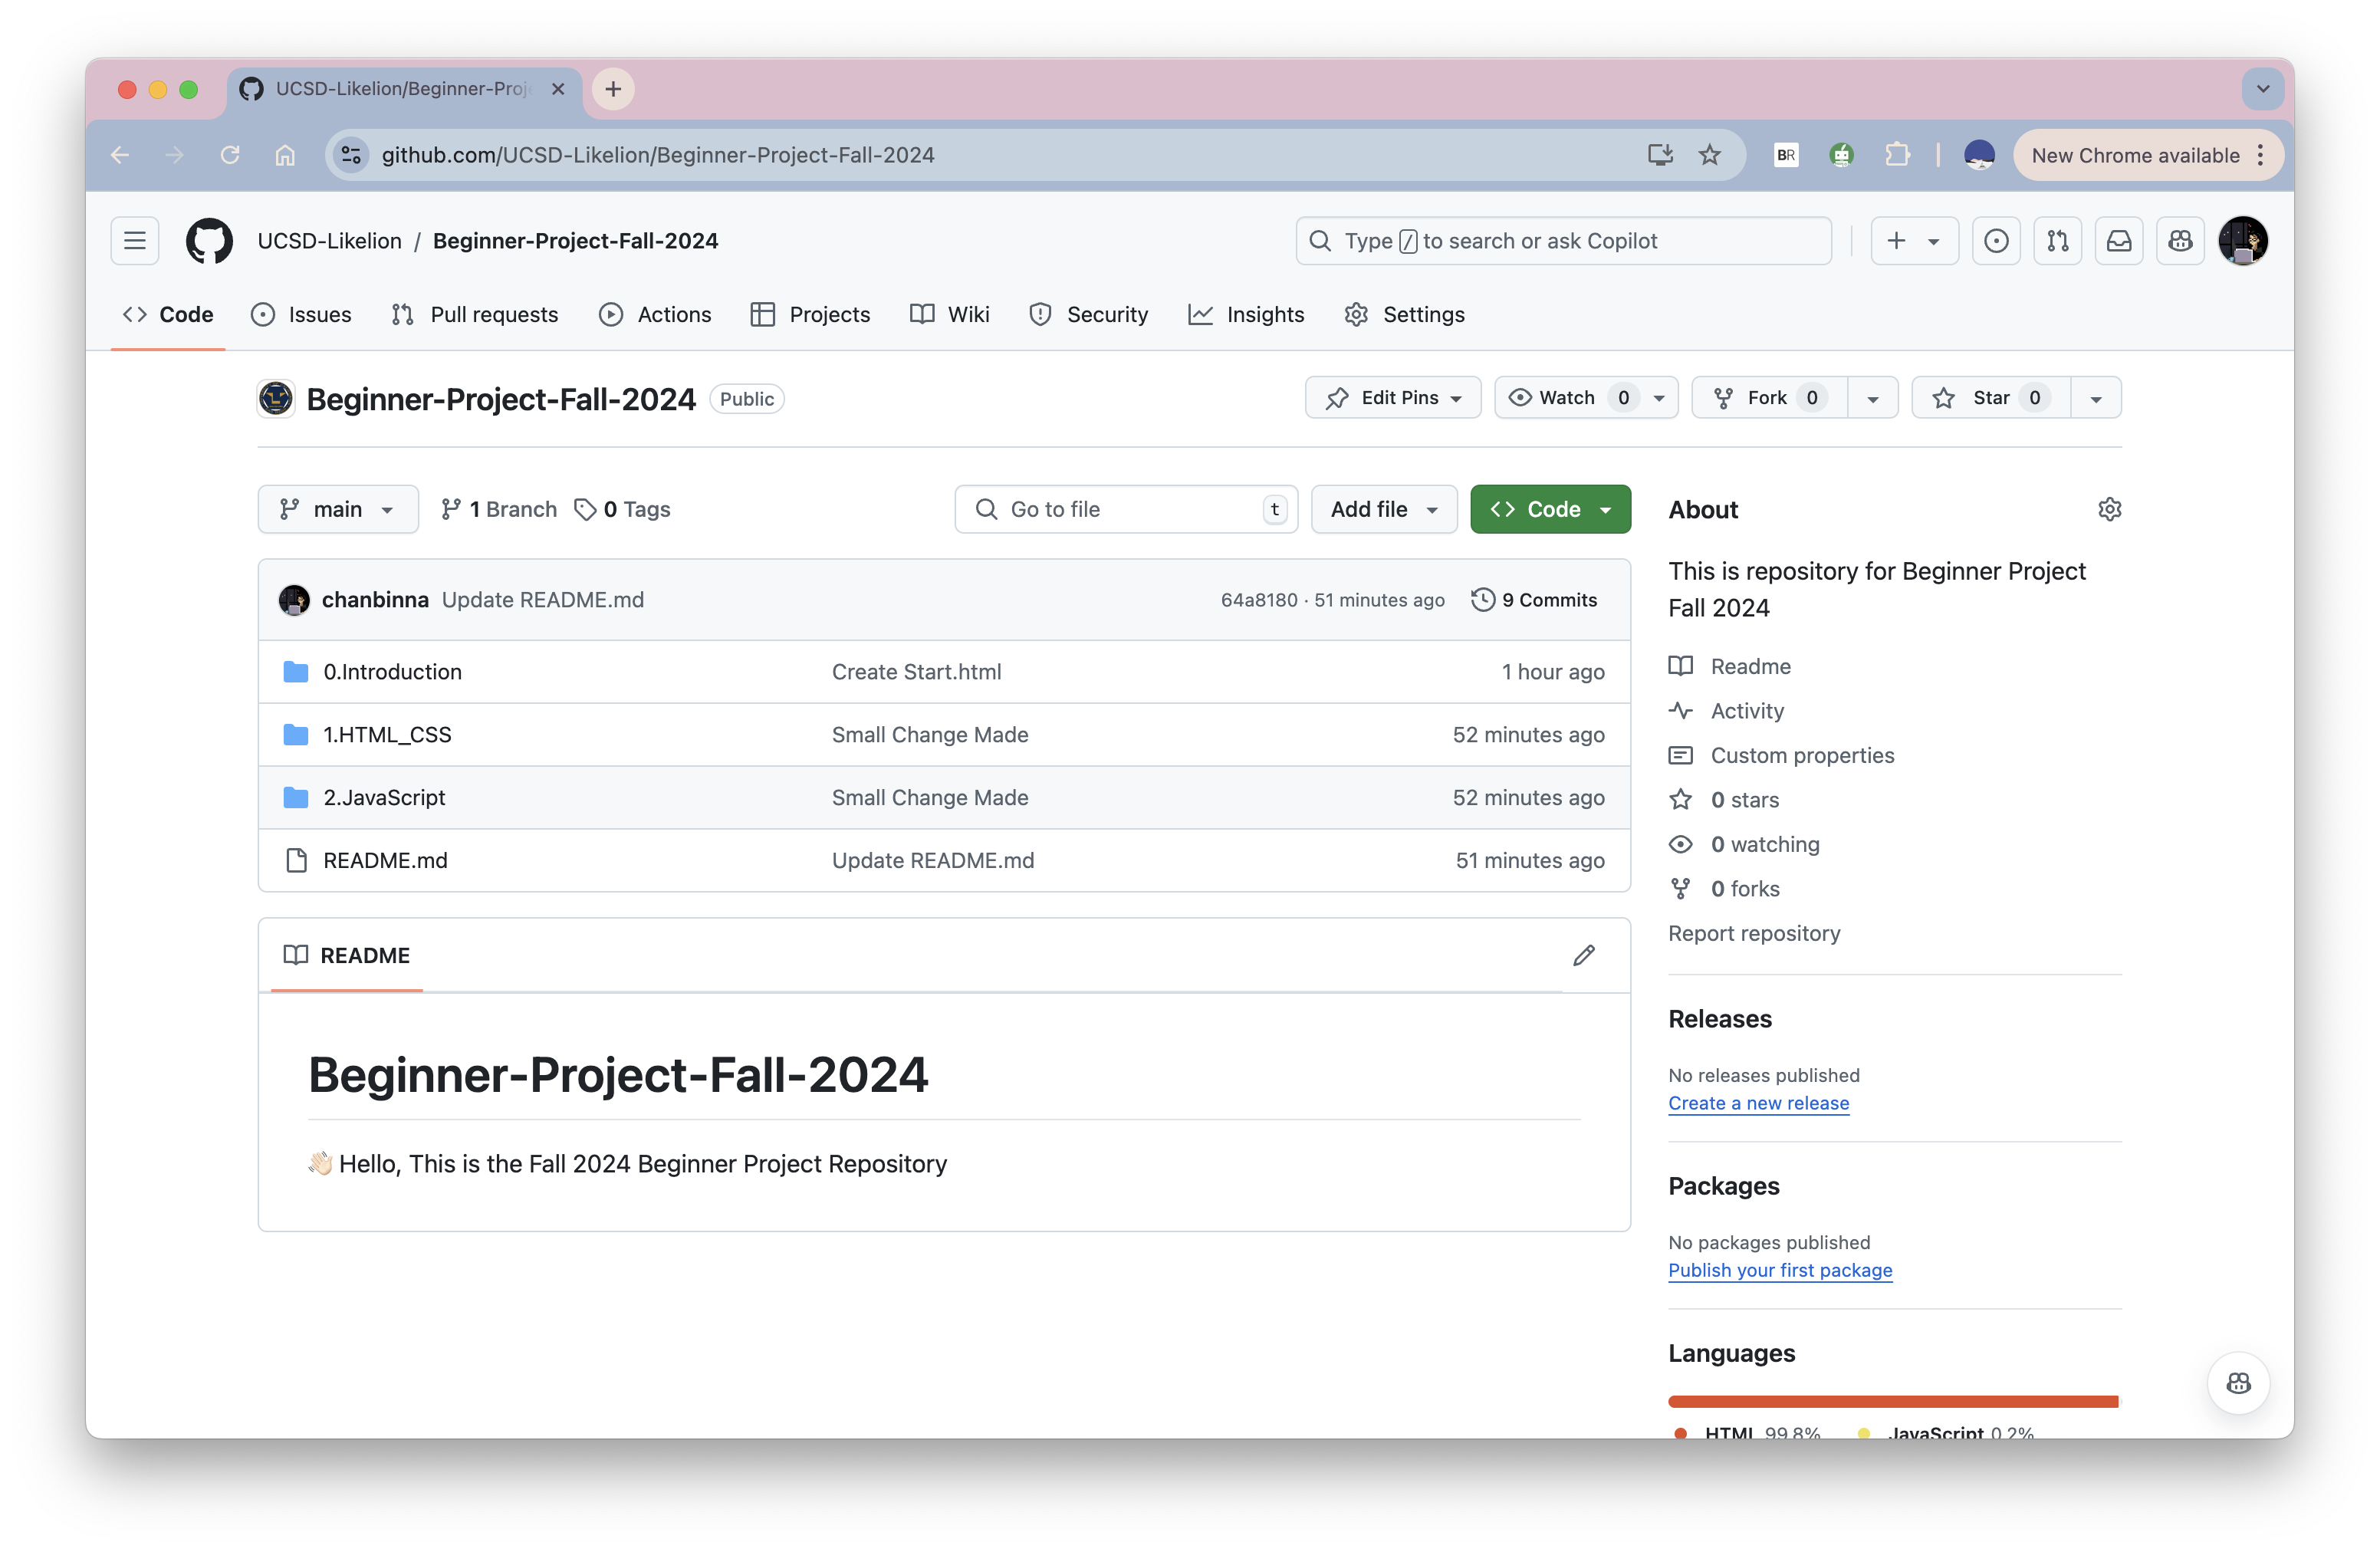 UCSD-Likelion/Beginner-Proj
github.com/UCSD-Likelion/Beginner-Project-Fall-2024
BR
New Chrome available
UCSD-Likelion / Beginner-Project-Fall-2024
Type / to search or ask Copilot
Code Issues Pull requests Actions Projects Wiki Security Insights Settings
Beginner-Project-Fall-2024 Public
Edit Pins Watch 0 Fork 0 Star 0
main 1 Branch 0 Tags
Go to file t Add file Code
chanbinna Update README.md 64a8180 · 51 minutes ago 9 Commits
0.Introduction Create Start.html 1 hour ago
1.HTML_CSS Small Change Made 52 minutes ago
2.JavaScript Small Change Made 52 minutes ago
README.md Update README.md 51 minutes ago
README
Beginner-Project-Fall-2024
👋🏻 Hello, This is the Fall 2024 Beginner Project Repository
About
This is repository for Beginner Project
Fall 2024
Readme
Activity
Custom properties
0 stars
0 watching
0 forks
Report repository
Releases
No releases published
Create a new release
Packages
No packages published
Publish your first package
Languages
HTML 99.8% JavaScript 0.2%